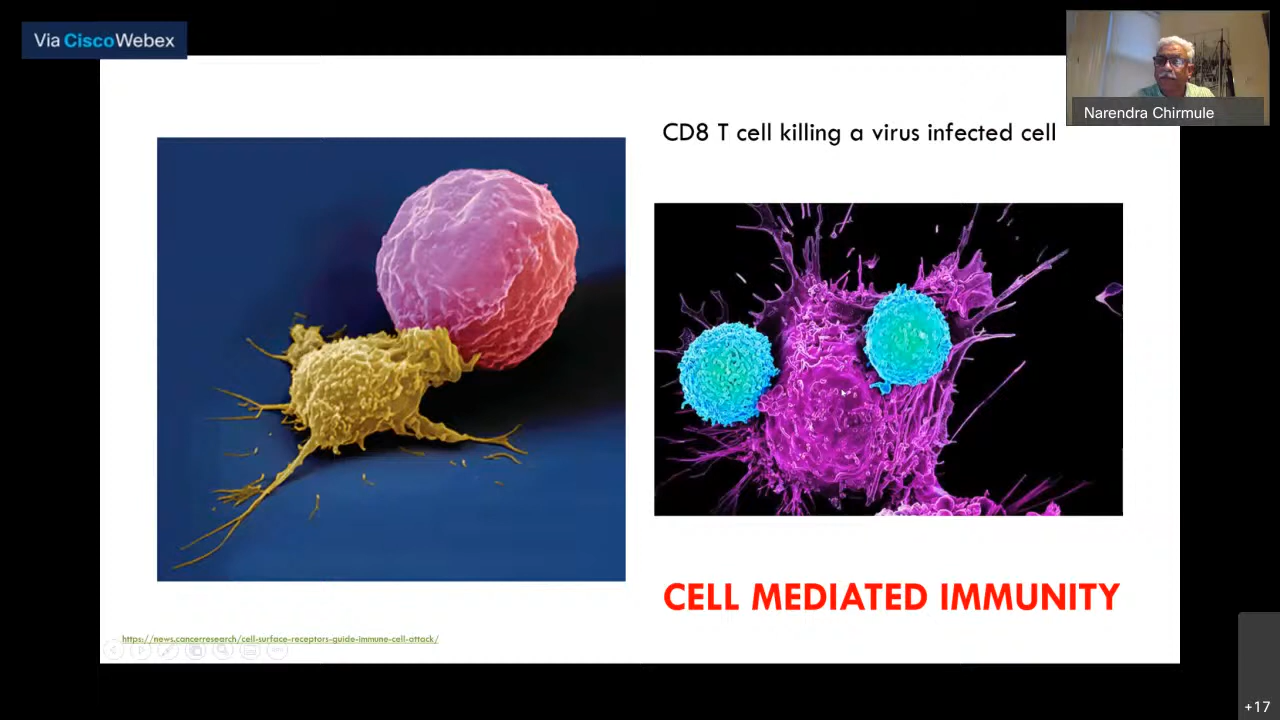 Via CiscoWebex
Narendra Chirmule
CD8 T cell killing a virus infected cell
CELL MEDIATED IMMUNITY
https://news.cancerresearch/cell-surface-receptors-guide-immune-cell-attack/
+17